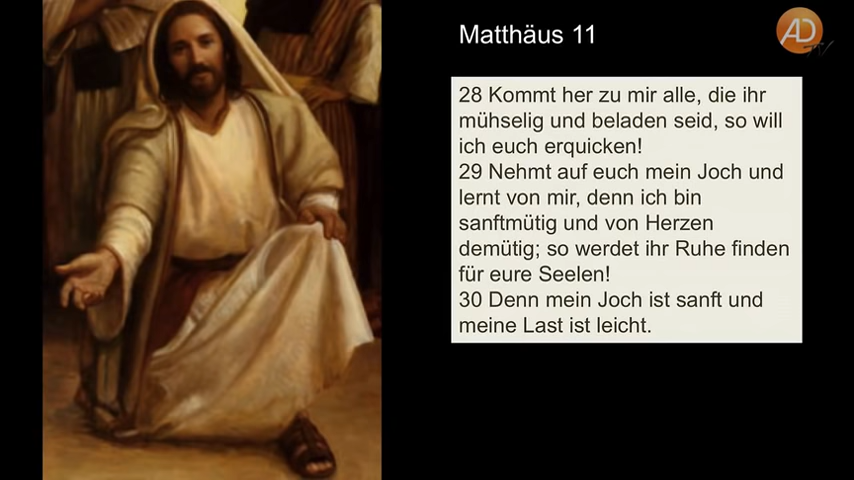 Matthäus 11
AD
TV
28 Kommt her zu mir alle, die ihr
mühselig und beladen seid, so will
ich euch erquicken!
29 Nehmt auf euch mein Joch und
lernt von mir, denn ich bin
sanftmütig und von Herzen
demütig; so werdet ihr Ruhe finden
für eure Seelen!
30 Denn mein Joch ist sanft und
meine Last ist leicht.